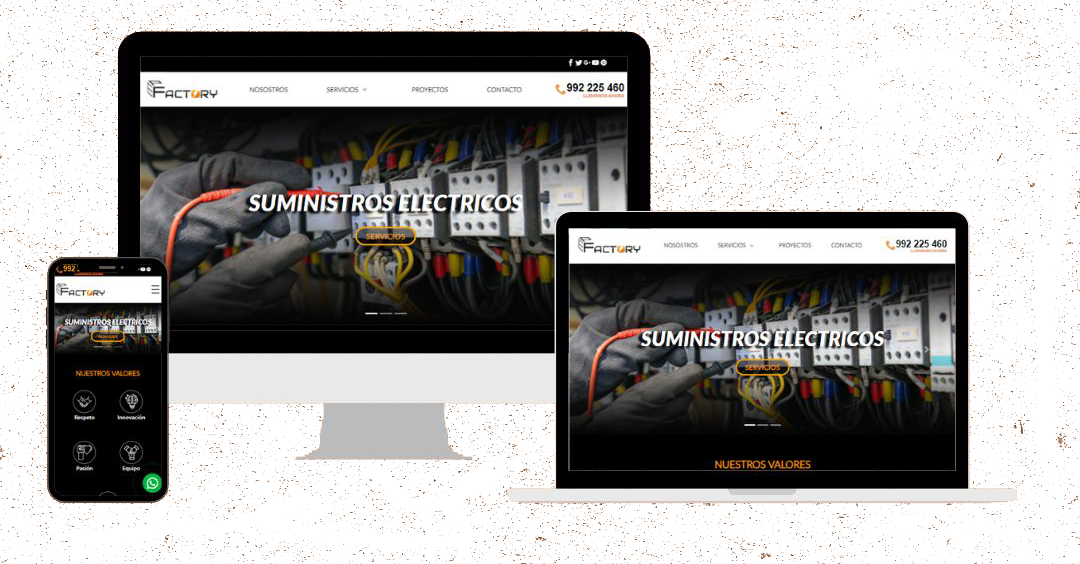 FACTORY
NOSOSTROS
SERVICIOS
PROYECTOS
CONTACTO
992 225 460
LLÁMANOS AHORA
SUMINISTROS ELECTRICOS
SERVICIOS
FACTORY
NOSOSTROS
SERVICIOS
PROYECTOS
CONTACTO
992 225 460
LLÁMANOS AHORA
SUMINISTROS ELECTRICOS
SERVICIOS
NUESTROS VALORES
992
FACTORY
SUMINISTROS ELECTRICOS
SERVICIOS
NUESTROS VALORES
Respeto
Innovación
Pasión
Equipo